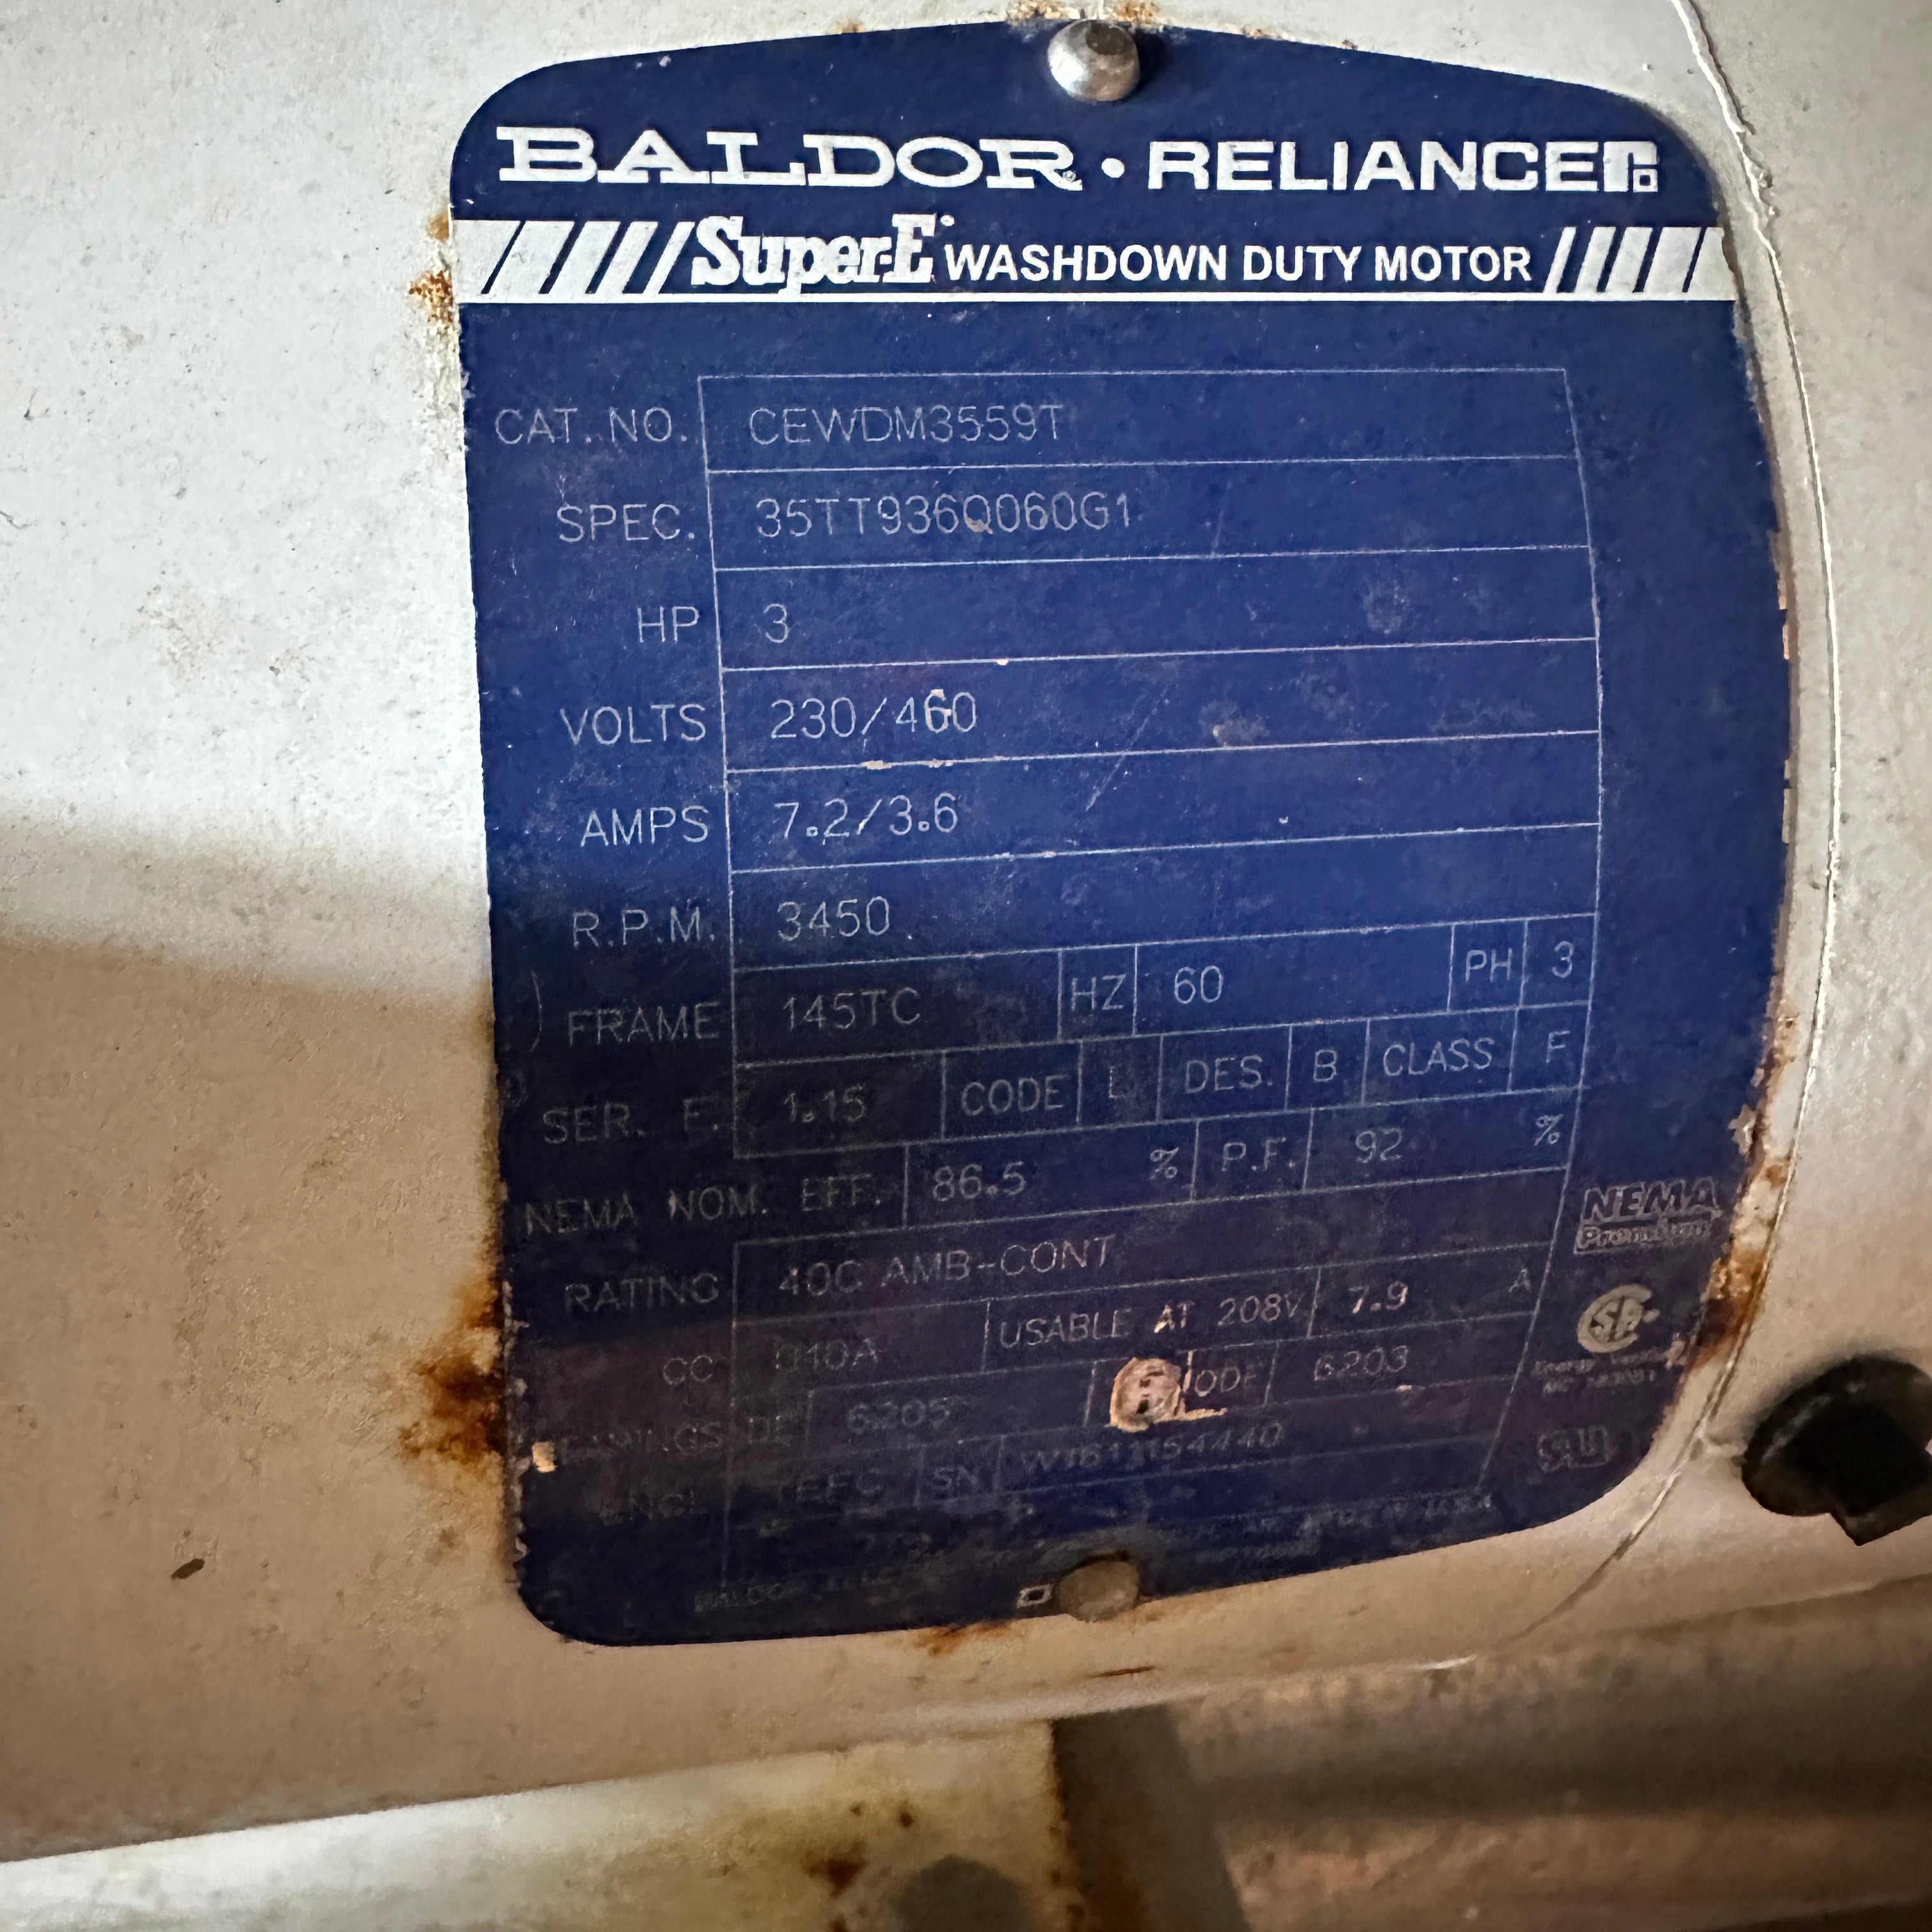 BALDOR • RELIANCE
Super-E WASHDOWN DUTY MOTOR
CAT. NO. CEWDM3559T
SPEC. 35TT936Q060G1
HP 3
VOLTS 230/460
AMPS 7.2/3.6
R.P.M. 3450
FRAME 145TC HZ 60 PH 3
SER. F. 1.15 CODE DES. B CLASS F
NEMA NOM. EFF. 86.5 % P.F. 92 %
RATING 40C AMB-CONT
NEMA
Premium
CC 010A USABLE AT 208V 7.9 A
DE 6205 ODE 6203
TEFC SN
BALDOR